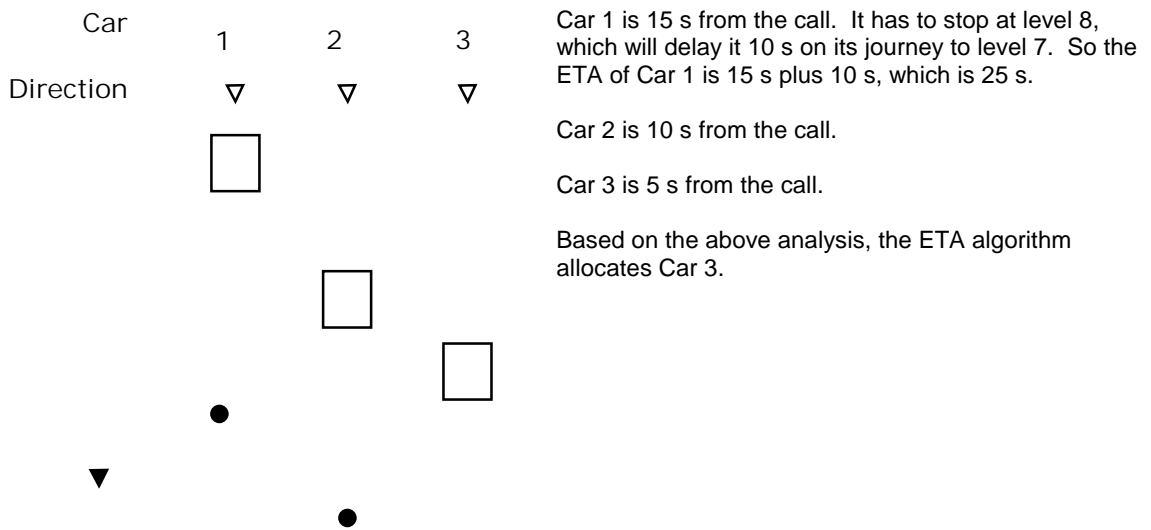 Car 1 2 3
Direction ▽ ▽ ▽
Car 1 is 15 s from the call.  It has to stop at level 8,
which will delay it 10 s on its journey to level 7.  So the
ETA of Car 1 is 15 s plus 10 s, which is 25 s.
Car 2 is 10 s from the call.
Car 3 is 5 s from the call.
Based on the above analysis, the ETA algorithm
allocates Car 3.